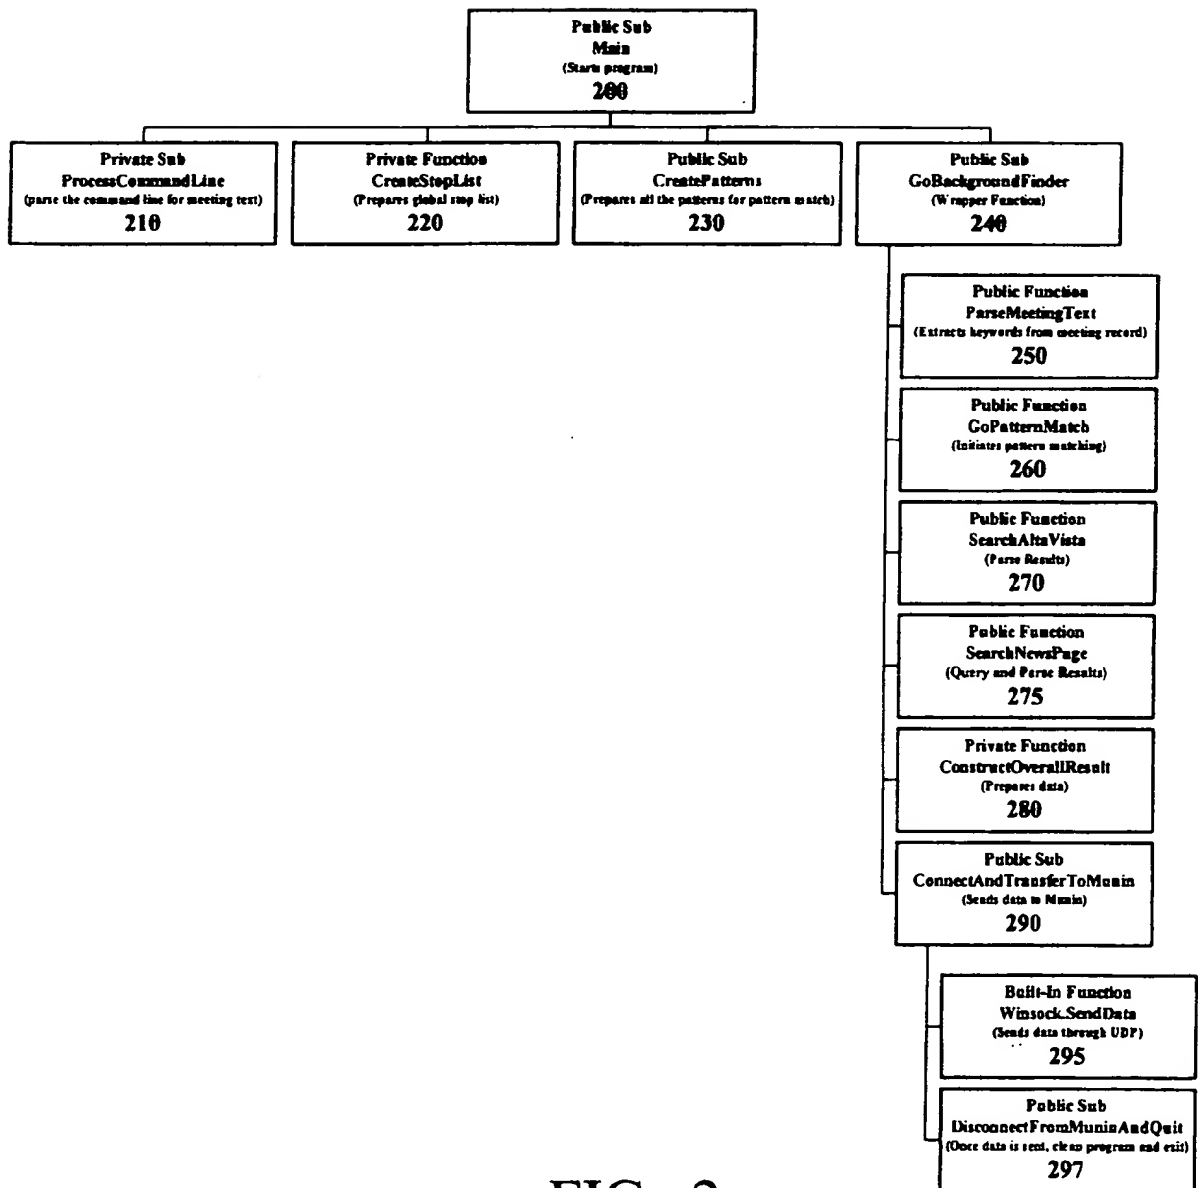 Public Sub
Main
(Starts program)
200
Private Sub
ProcessCommandLine
(parse the command line for meeting text)
210
Private Function
CreateStopList
(Prepares global stop list)
220
Public Sub
CreatePatterns
(Prepares all the patterns for pattern match)
230
Public Sub
GoBackgroundFinder
(Wrapper Function)
240
Public Function
ParseMeetingText
(Extracts keywords from meeting record)
250
Public Function
GoPatternMatch
(Initiates pattern matching)
260
Public Function
SearchAltaVista
(Parse Results)
270
Public Function
SearchNewsPage
(Query and Parse Results)
275
Private Function
ConstructOverallResult
(Prepares data)
280
Public Sub
ConnectAndTransferToMunin
(Sends data to Munin)
290
Built-In Function
Winsock.SendData
(Sends data through UDP)
295
Public Sub
DisconnectFromMuninAndQuit
(Once data is sent, clean program and exit)
297
FIG. 2